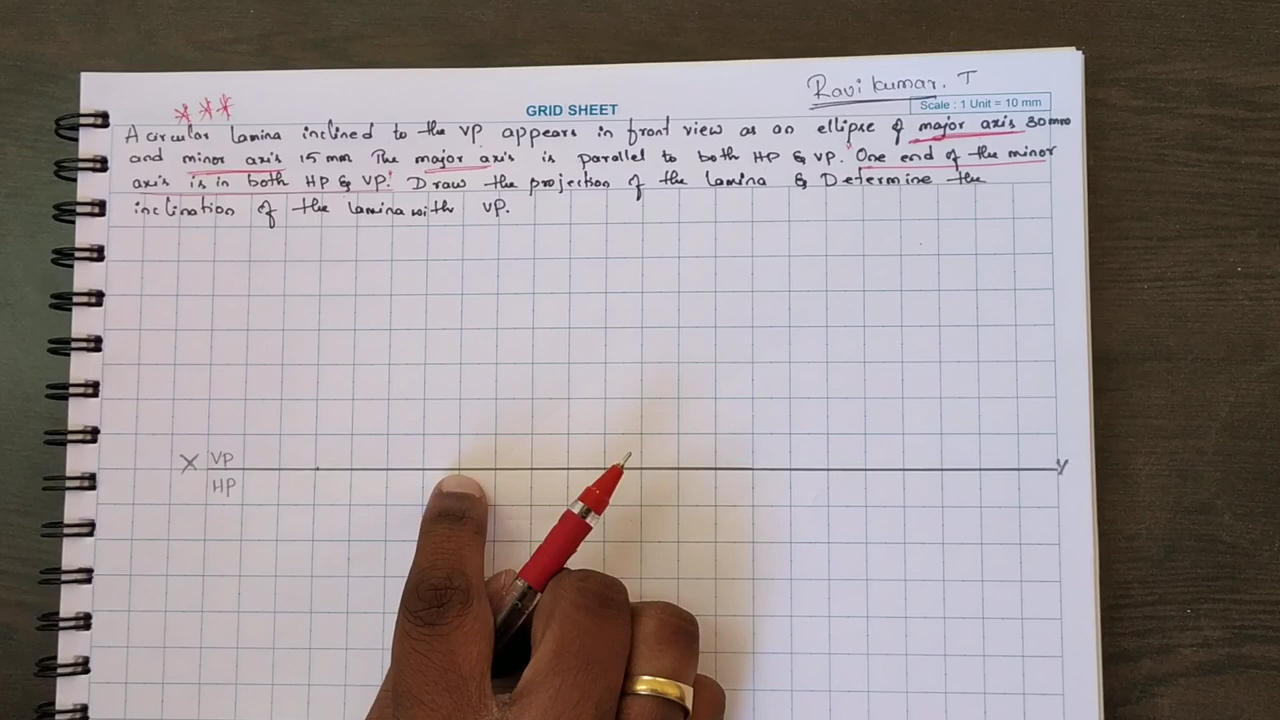 Ravi kumar. T
GRID SHEET
Scale : 1 Unit = 10 mm
A circular lamina inclined to the VP appears in front view as an ellipse of major axis 30mm
and minor axis 15 mm The major axis is parallel to both HP & VP. One end of the minor
axis is in both HP & VP. Draw the projection of the lamina & Determine the
inclination of the lamina with VP.
X VP
HP
Y